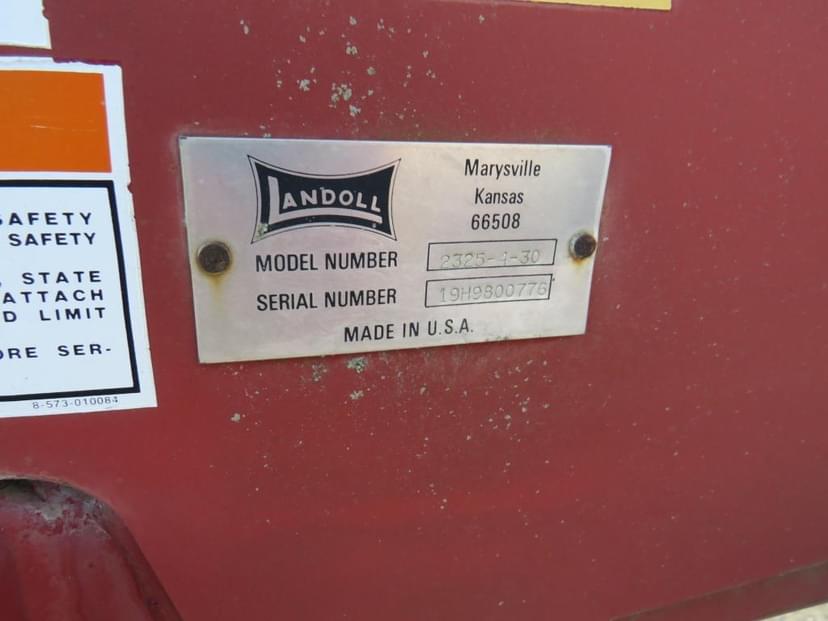 SAFETY
SAFETY
, STATE
ATTACH
D LIMIT
ORE SER-
8-573-010084
LANDOLL
Marysville
Kansas
66508
MODEL NUMBER 2325-4-30
SERIAL NUMBER 19H9800776
MADE IN U.S.A.